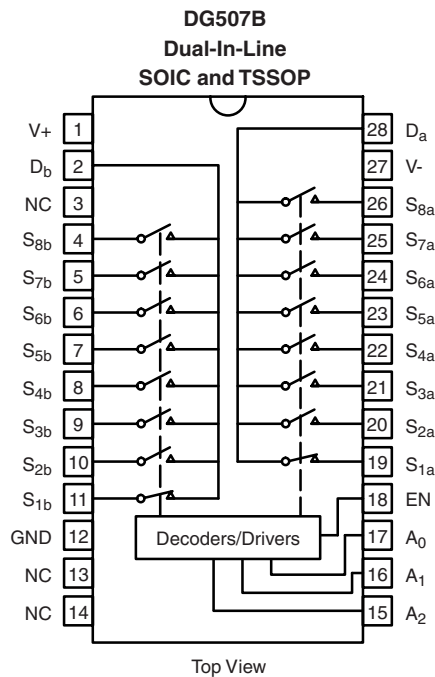 DG507B
Dual-In-Line
SOIC and TSSOP
V+ 1 28 Da
Db 2 27 V-
NC 3 26 S8a
S8b 4 25 S7a
S7b 5 24 S6a
S6b 6 23 S5a
S5b 7 22 S4a
S4b 8 21 S3a
S3b 9 20 S2a
S2b 10 19 S1a
S1b 11 18 EN
GND 12 Decoders/Drivers 17 A0
NC 13 16 A1
NC 14 15 A2
Top View